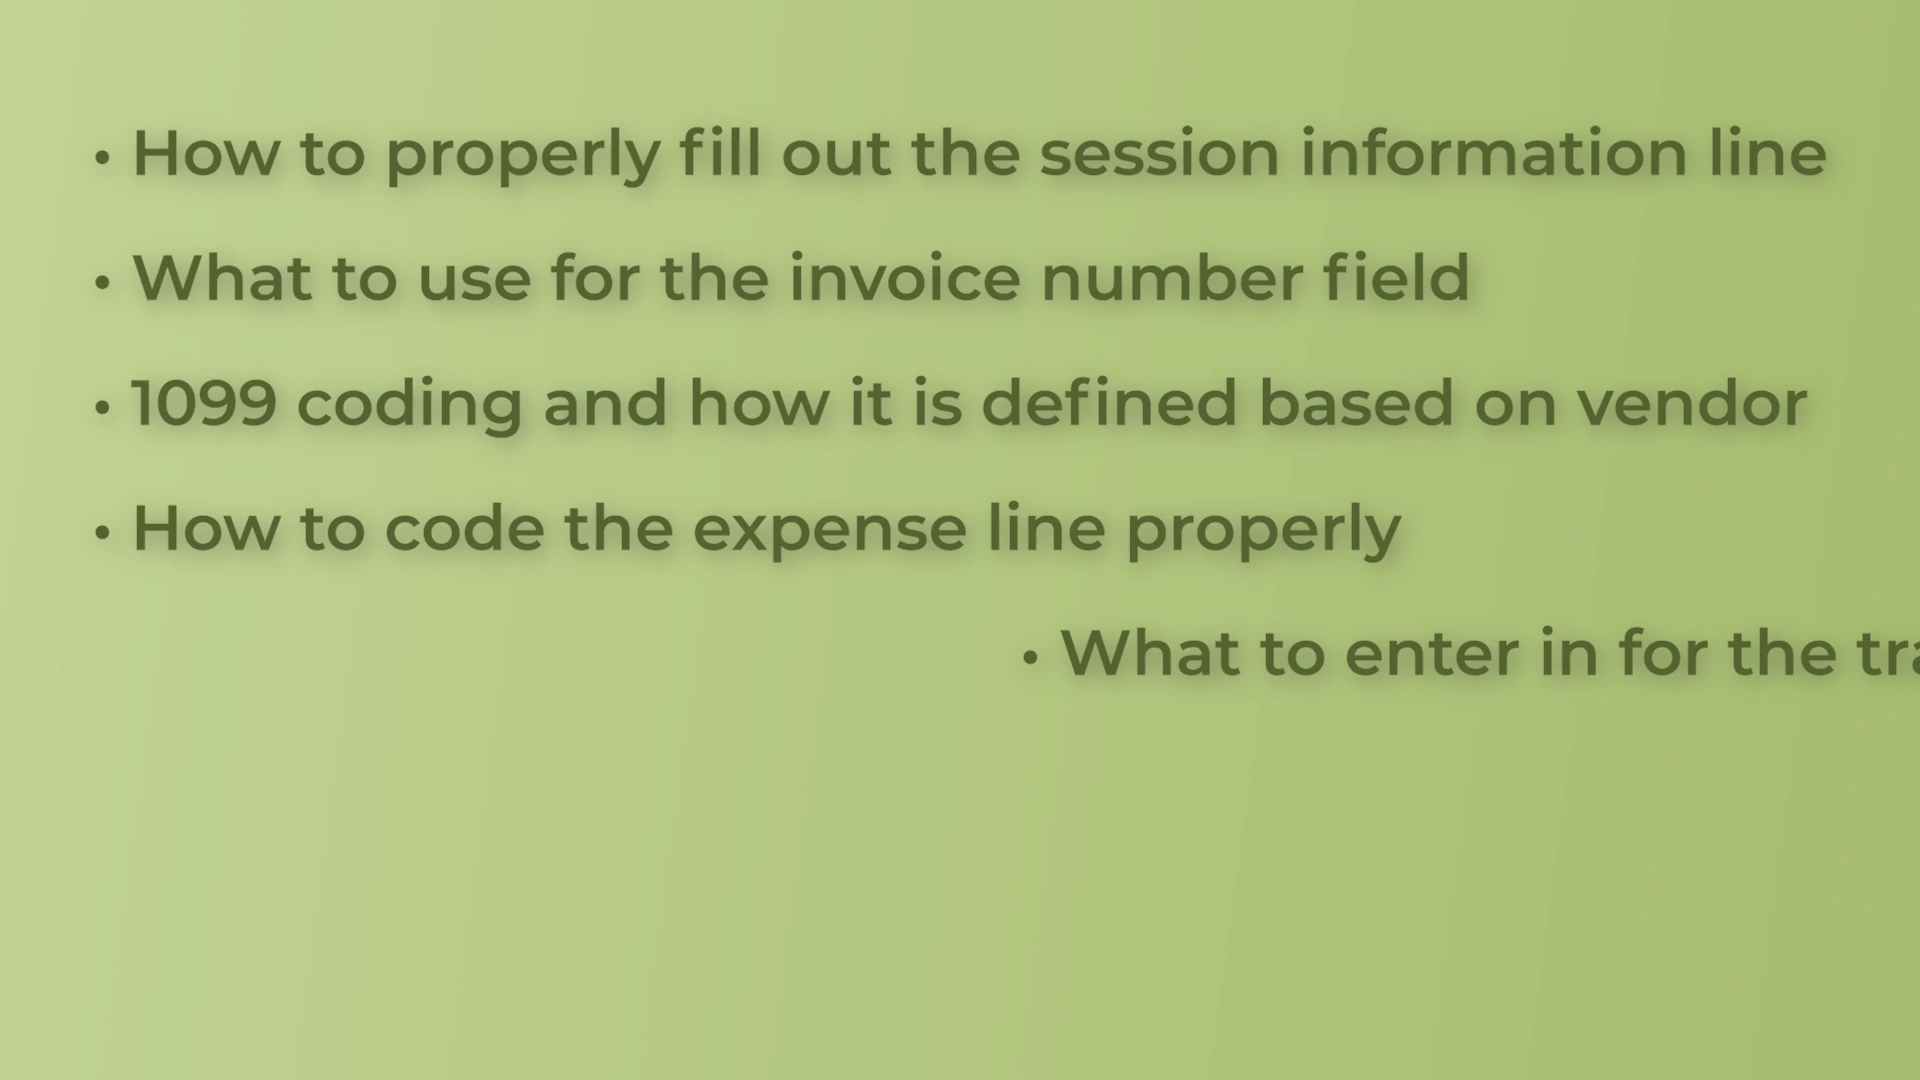 • How to properly fill out the session information line
• What to use for the invoice number field
• 1099 coding and how it is defined based on vendor
• How to code the expense line properly
• What to enter in for the